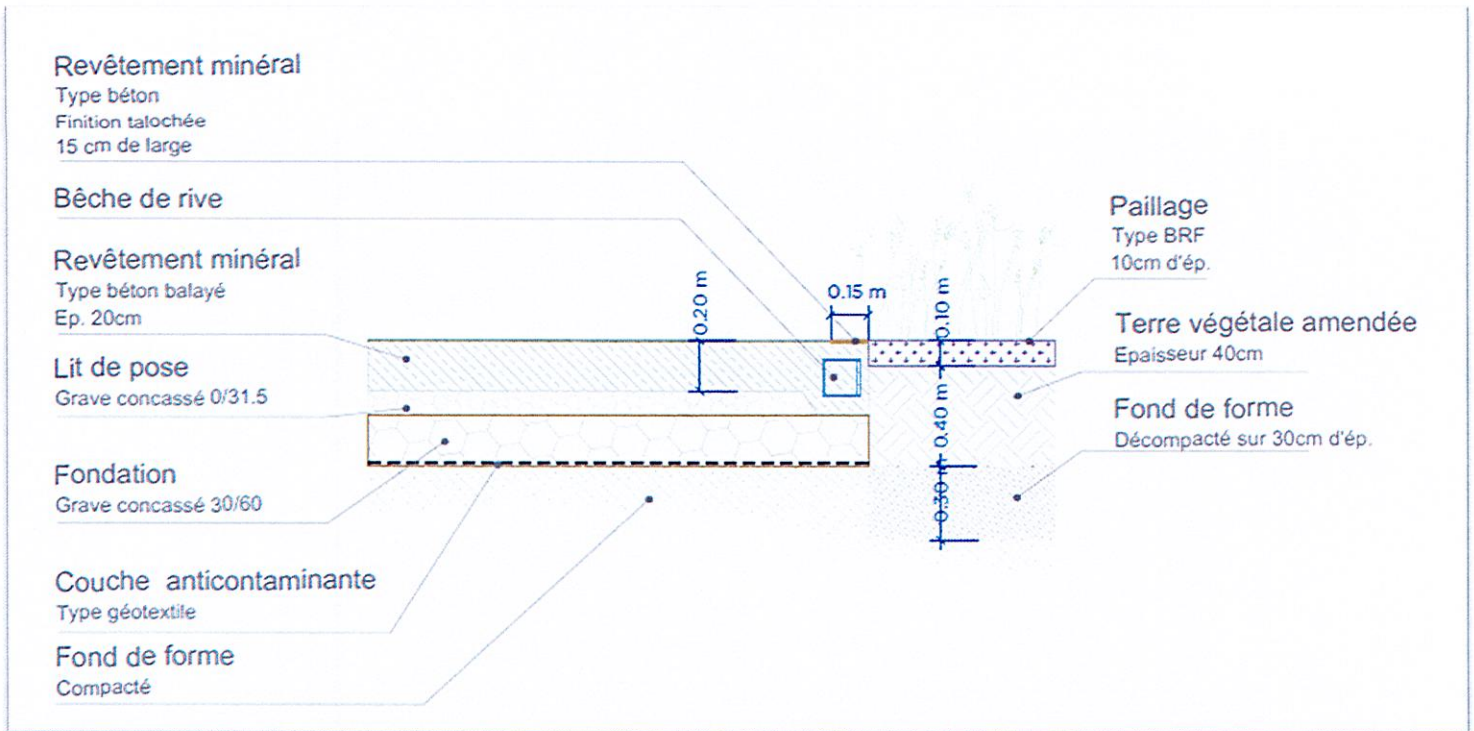 Revêtement minéral
Type béton
Finition talochée
15 cm de large
Bêche de rive
Revêtement minéral
Type béton balayé
Ep. 20cm
Lit de pose
Grave concassé 0/31.5
Fondation
Grave concassé 30/60
Couche anticontaminante
Type géotextile
Fond de forme
Compacté
0.20 m
0.15 m
0.10 m
0.40 m
0.30 m
Paillage
Type BRF
10cm d'ép.
Terre végétale amendée
Epaisseur 40cm
Fond de forme
Décompacté sur 30cm d'ép.